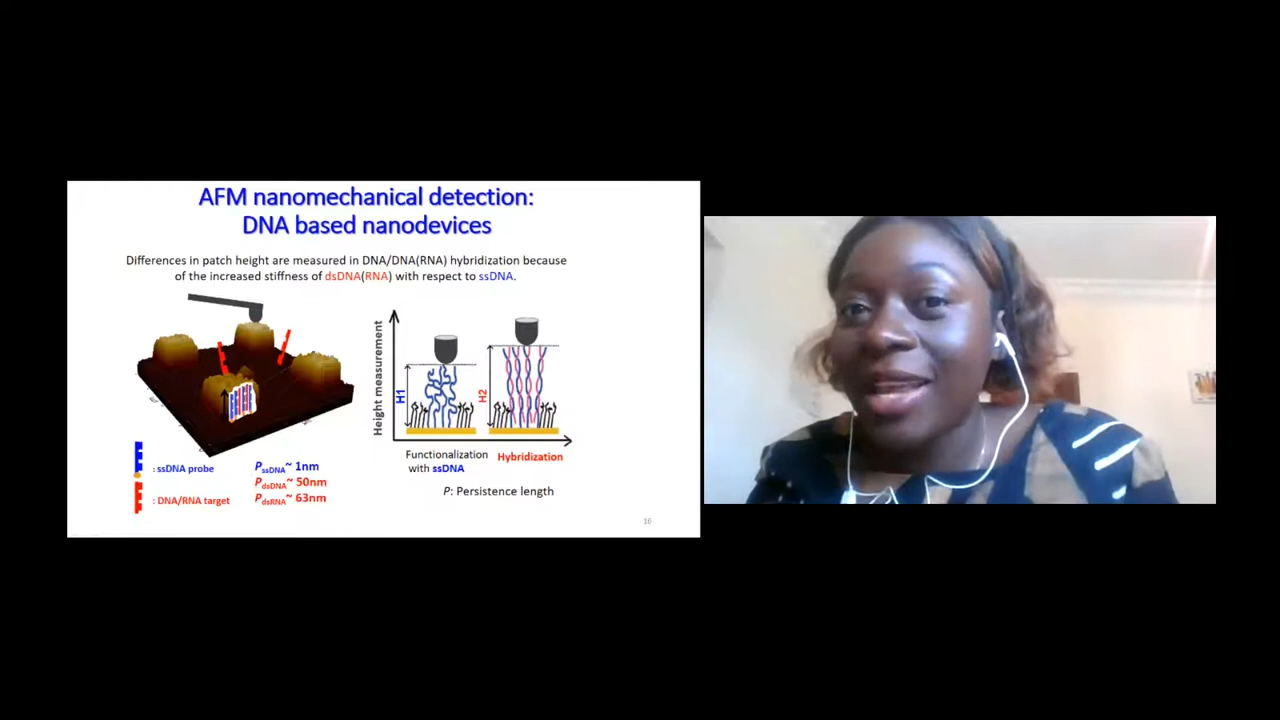 AFM nanomechanical detection:
DNA based nanodevices
Differences in patch height are measured in DNA/DNA(RNA) hybridization because
of the increased stiffness of dsDNA(RNA) with respect to ssDNA.
Height measurement
H1
H2
Functionalization
with ssDNA
Hybridization
: ssDNA probe
: DNA/RNA target
PssDNA~ 1nm
PdsDNA~ 50nm
PdsRNA~ 63nm
P: Persistence length
10